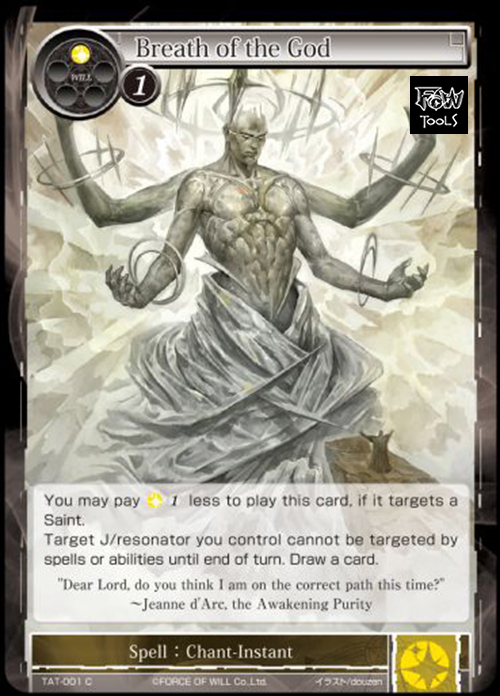 Breath of the God
WILL
1
FOW
TOOLS
You may pay 1 less to play this card, if it targets a
Saint.
Target J/resonator you control cannot be targeted by
spells or abilities until end of turn. Draw a card.
"Dear Lord, do you think I am on the correct path this time?"
~Jeanne d'Arc, the Awakening Purity
Spell : Chant-Instant
TAT-001 C ©FORCE OF WILL Co.,Ltd. イラスト/douzen